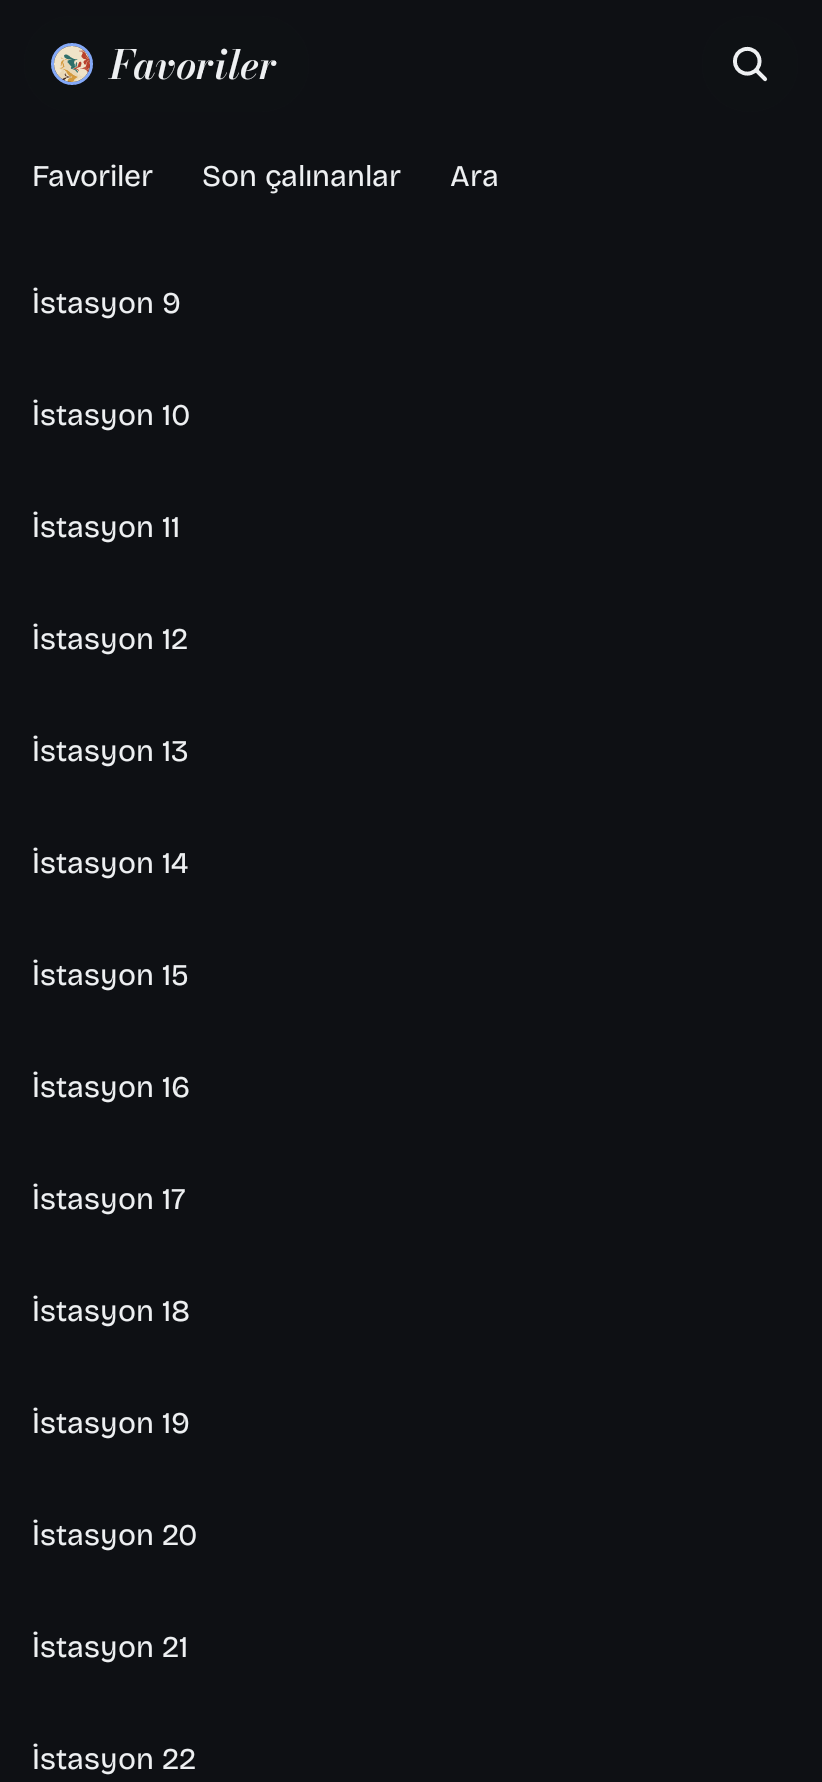 Favoriler
Favoriler Son çalınanlar Ara
İstasyon 9
İstasyon 10
İstasyon 11
İstasyon 12
İstasyon 13
İstasyon 14
İstasyon 15
İstasyon 16
İstasyon 17
İstasyon 18
İstasyon 19
İstasyon 20
İstasyon 21
İstasyon 22